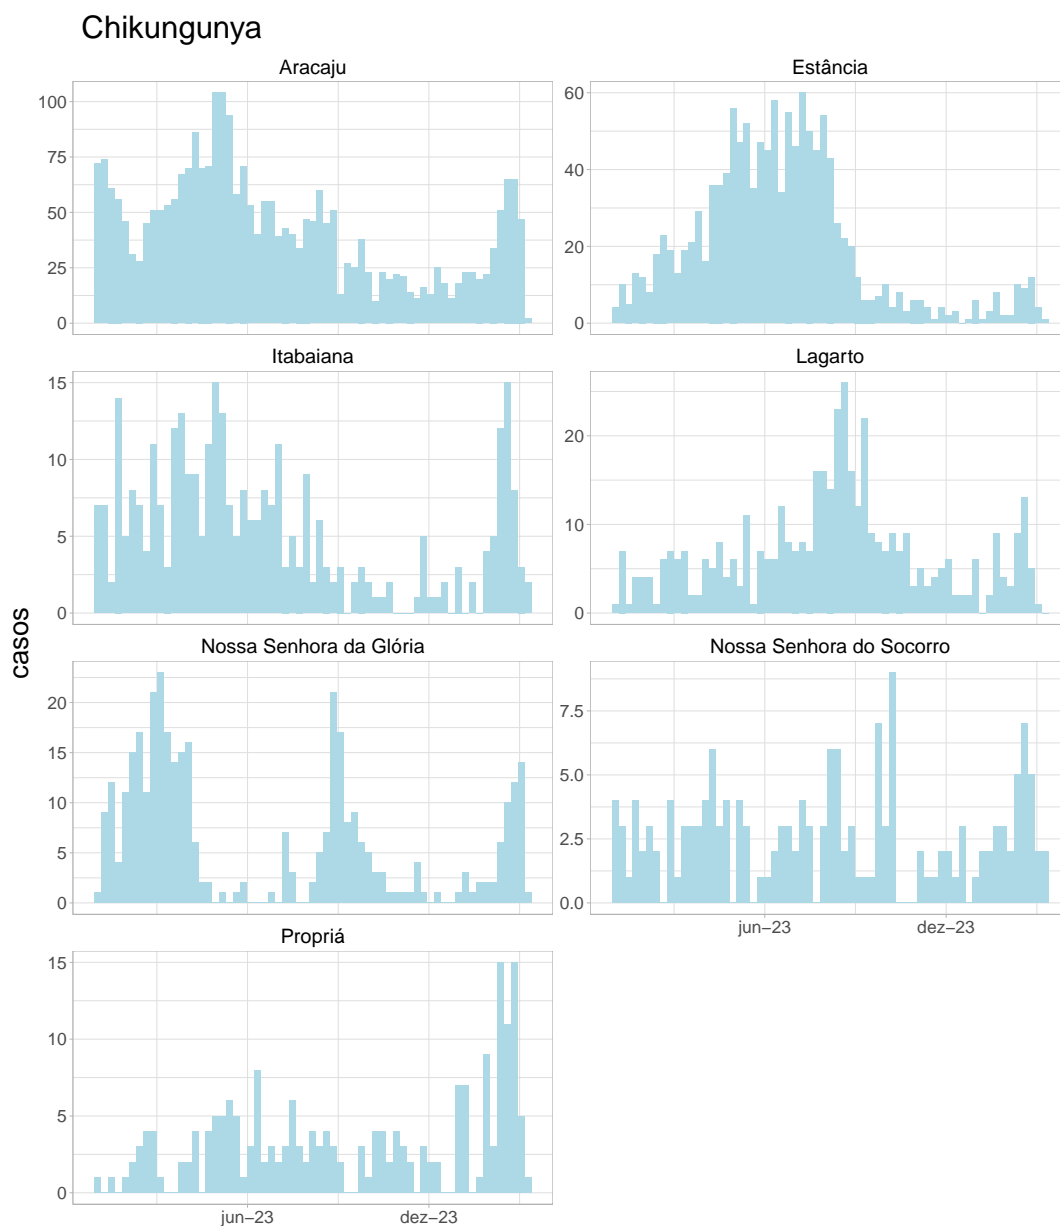 Chikungunya
Aracaju
Estância
100
75
50
25
0
60
40
20
0
Itabaiana
Lagarto
15
10
5
0
20
10
0
casos
Nossa Senhora da Glória
Nossa Senhora do Socorro
20
15
10
5
0
7.5
5.0
2.5
0.0
jun−23
dez−23
Propriá
15
10
5
0
jun−23
dez−23